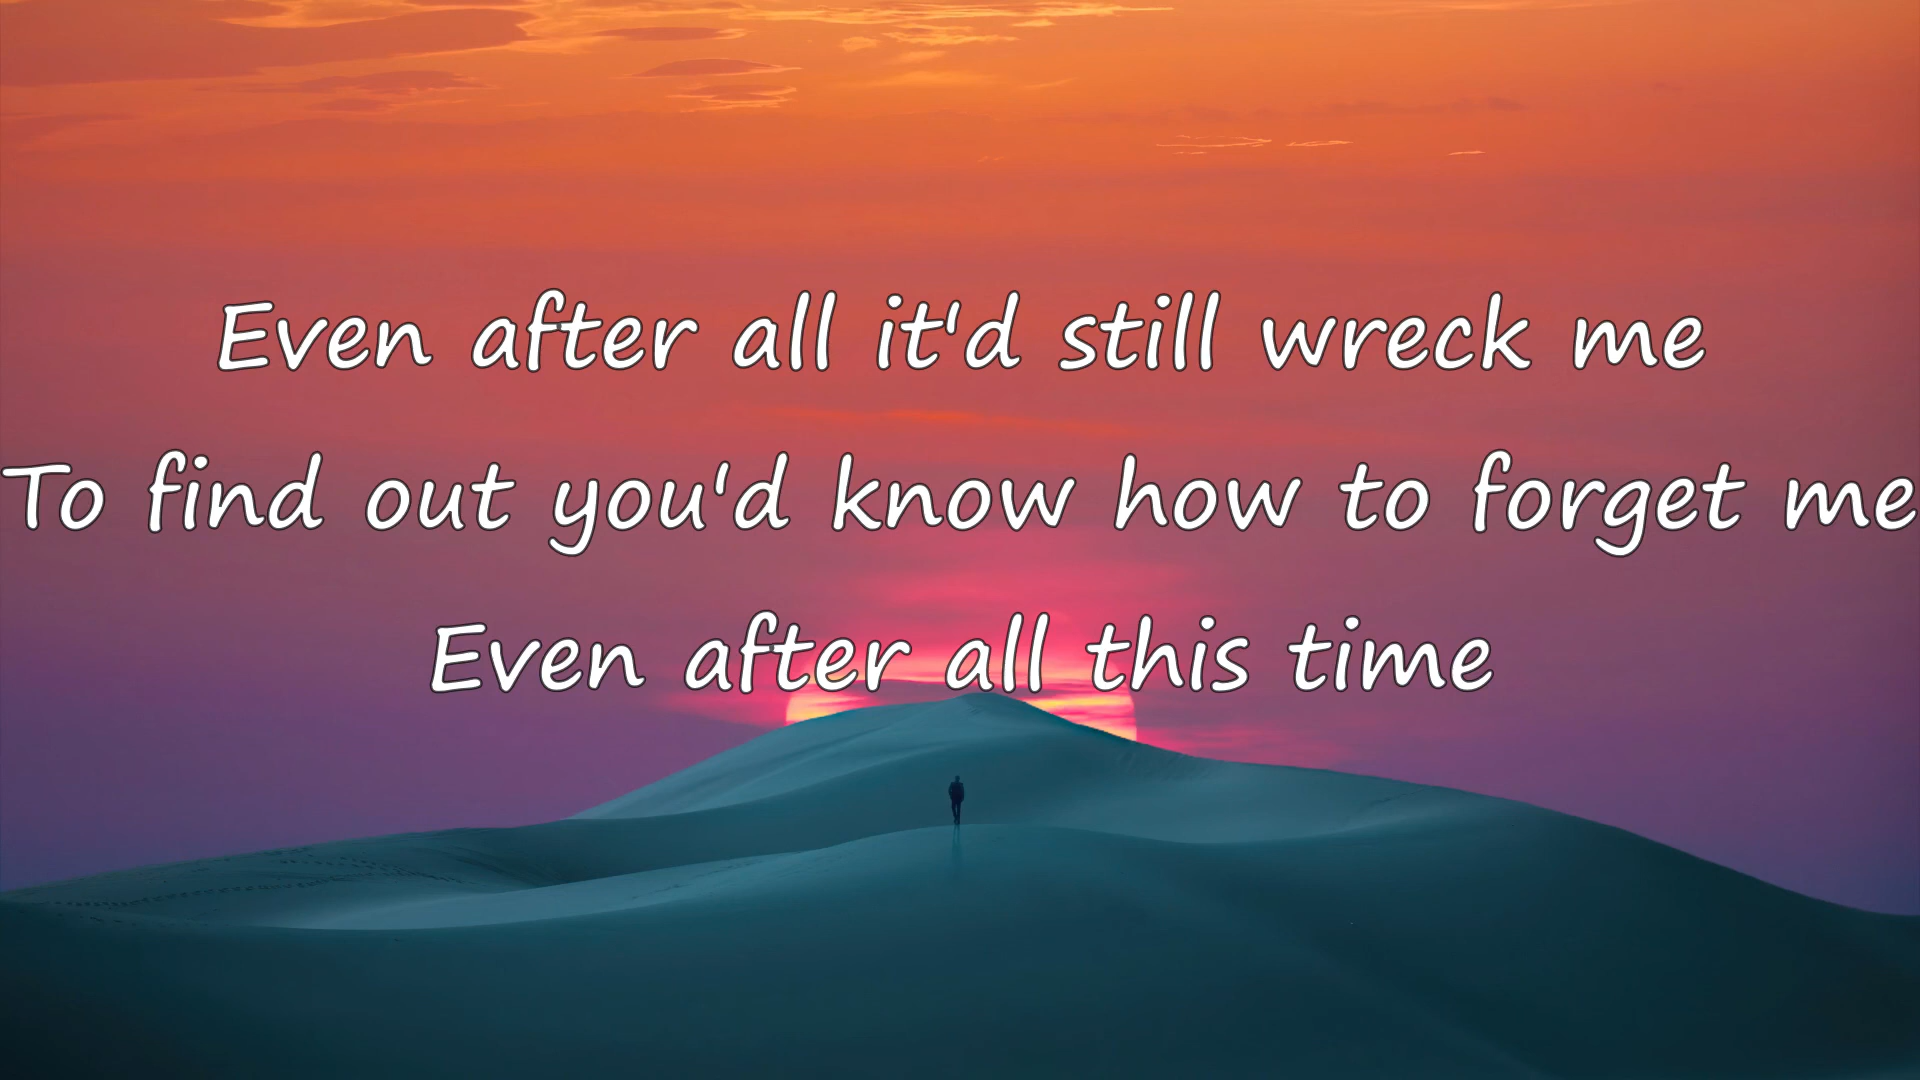 Even after all it'd still wreck me
To find out you'd know how to forget me
Even after all this time